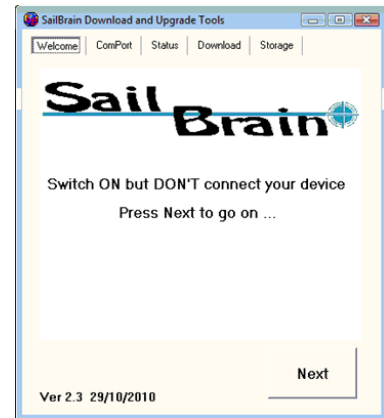 SailBrain Download and Upgrade Tools
Welcome ComPort Status Download Storage
Sail
Brain
Switch ON but DON'T connect your device
Press Next to go on ...
Next
Ver 2.3 29/10/2010